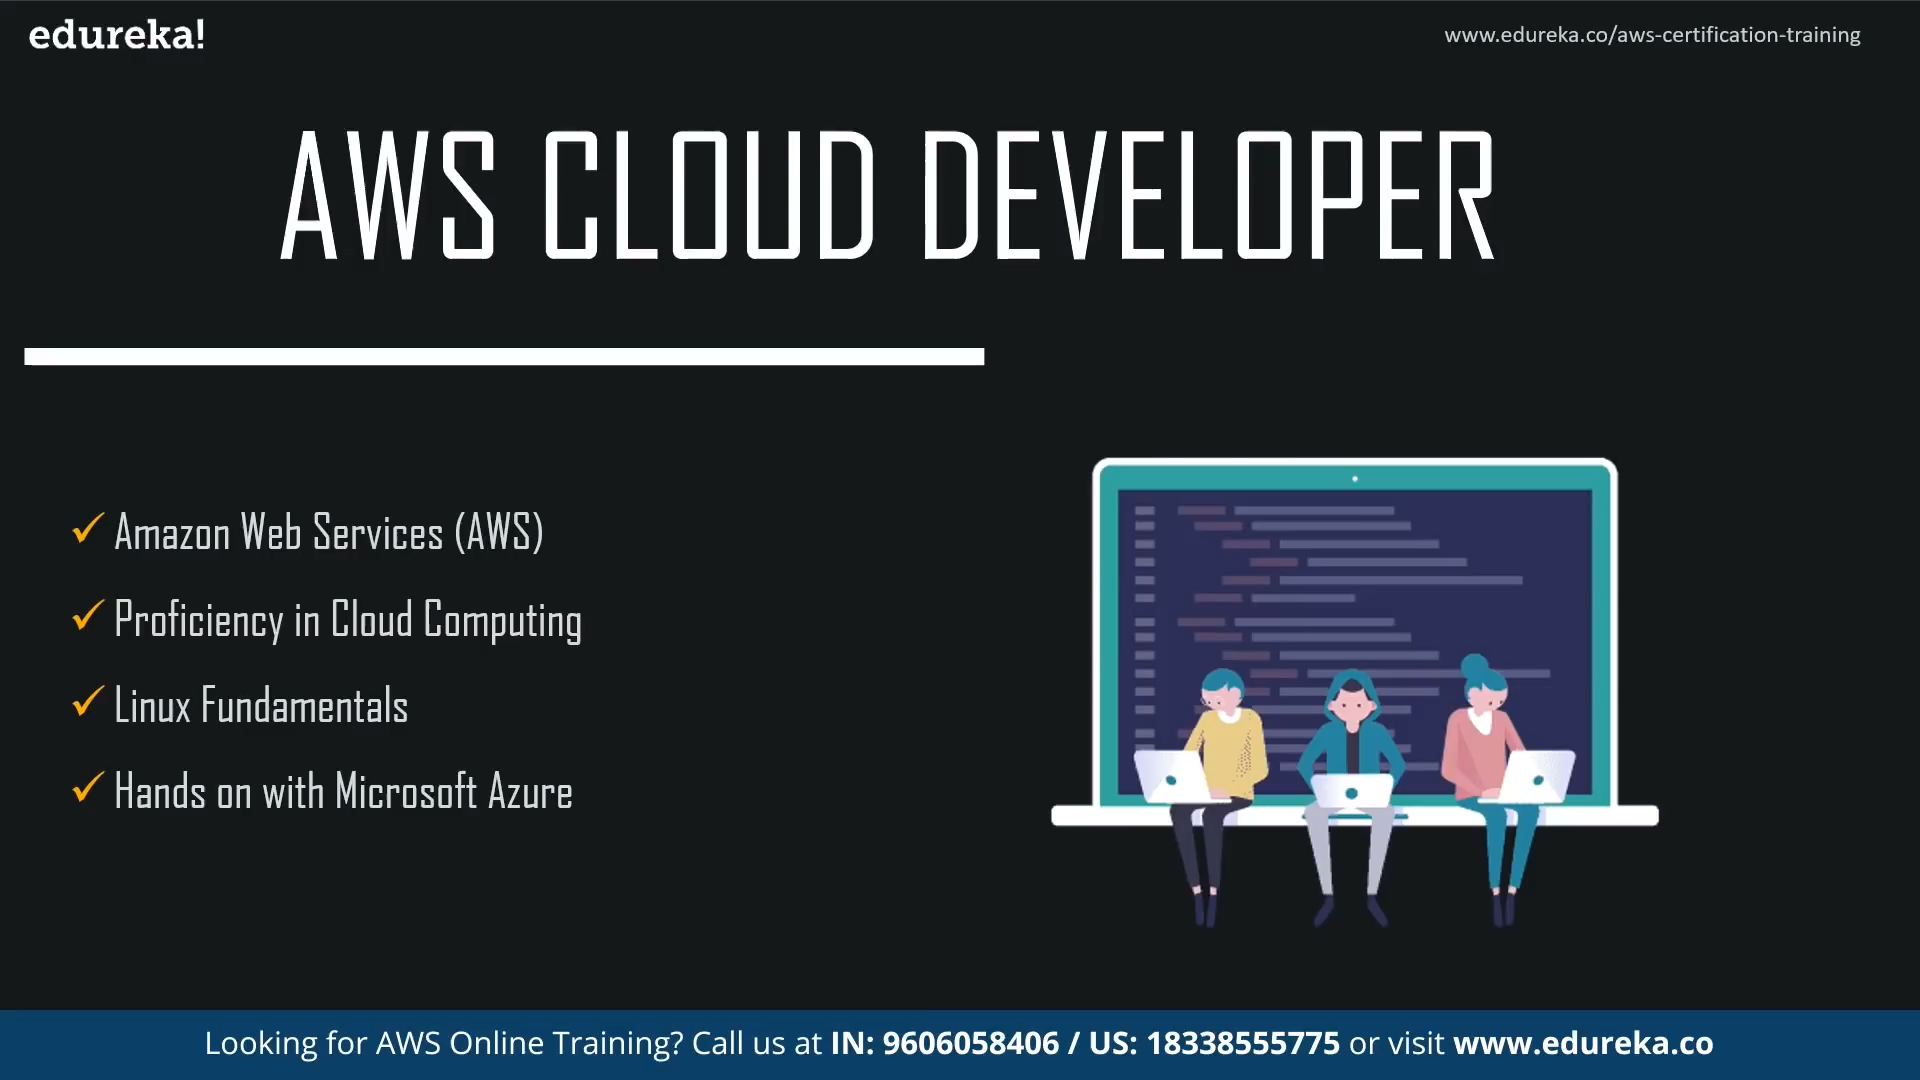 edureka!
www.edureka.co/aws-certification-training
AWS CLOUD DEVELOPER
Amazon Web Services (AWS)
Proficiency in Cloud Computing
Linux Fundamentals
Hands on with Microsoft Azure
Looking for AWS Online Training? Call us at IN: 9606058406 / US: 18338555775 or visit www.edureka.co